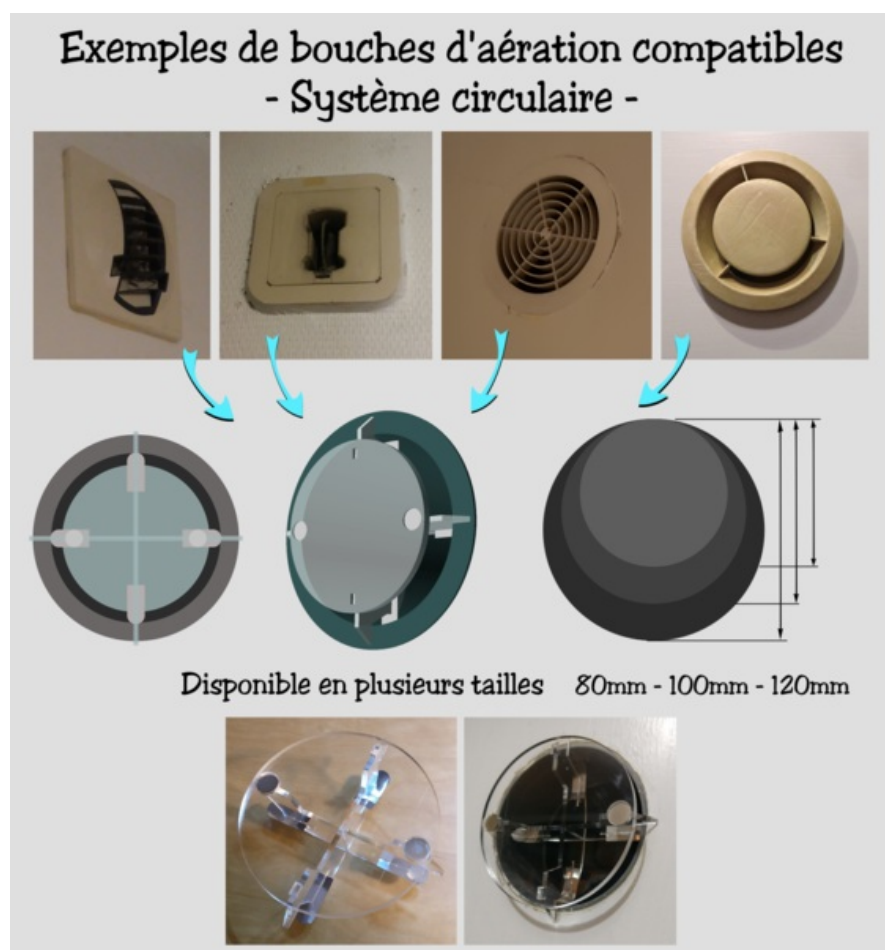 Exemples de bouches d'aération compatibles
- Système circulaire -
Disponible en plusieurs tailles 80mm - 100mm - 120mm